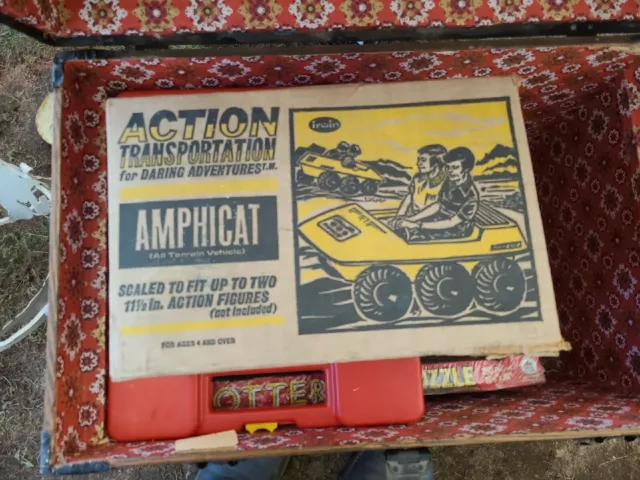 ACTION
TRANSPORTATION
for DARING ADVENTURES T.M.
AMPHICAT
(All Terrain Vehicle)
SCALED TO FIT UP TO TWO
11½ in. ACTION FIGURES
(not included)
FOR AGES 4 AND OVER
irwin
OTTER